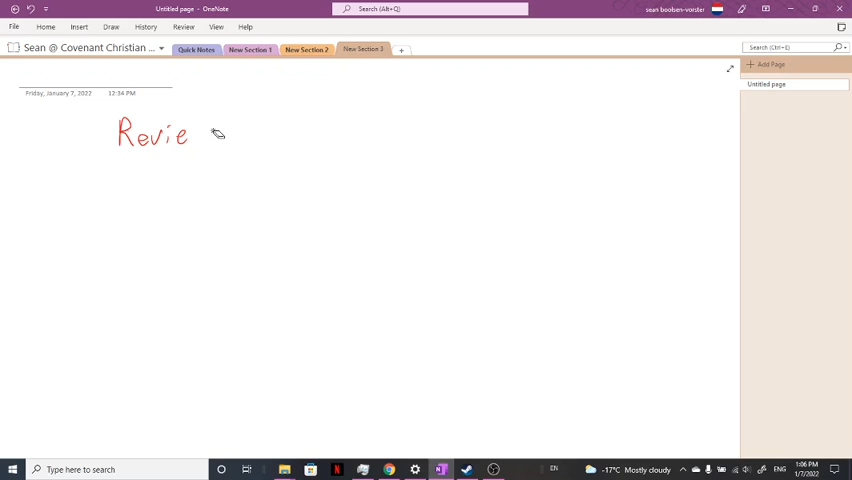 Untitled page - OneNote
Search (Alt+Q)
sean boolsen-vorster
File Home Insert Draw History Review View Help
Sean @ Covenant Christian ... Quick Notes New Section 1 New Section 2 New Section 3 +
Search (Ctrl+E)
Add Page
Untitled page
Friday, January 7, 2022 12:34 PM
Revie
Type here to search
EN
-17°C Mostly cloudy
ENG
1:06 PM
1/7/2022